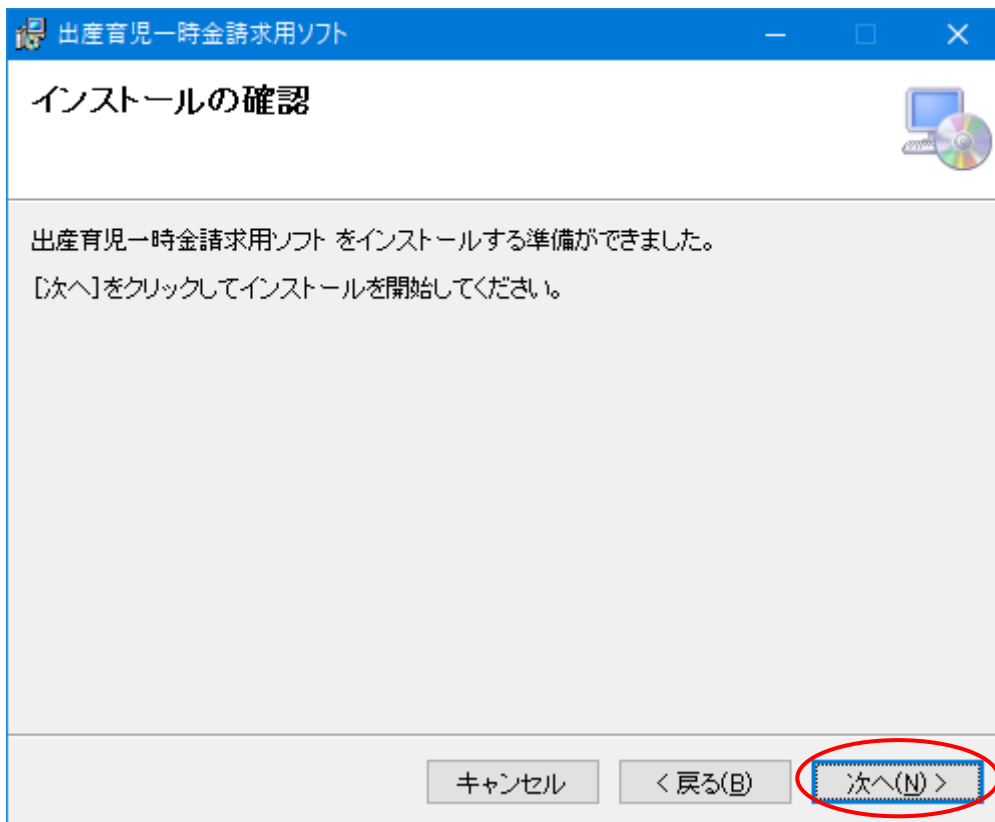 出産育児一時金請求用ソフト
インストールの確認
出産育児一時金請求用ソフト をインストールする準備ができました。
[次へ]をクリックしてインストールを開始してください。
キャンセル
< 戻る(B)
次へ(N) >